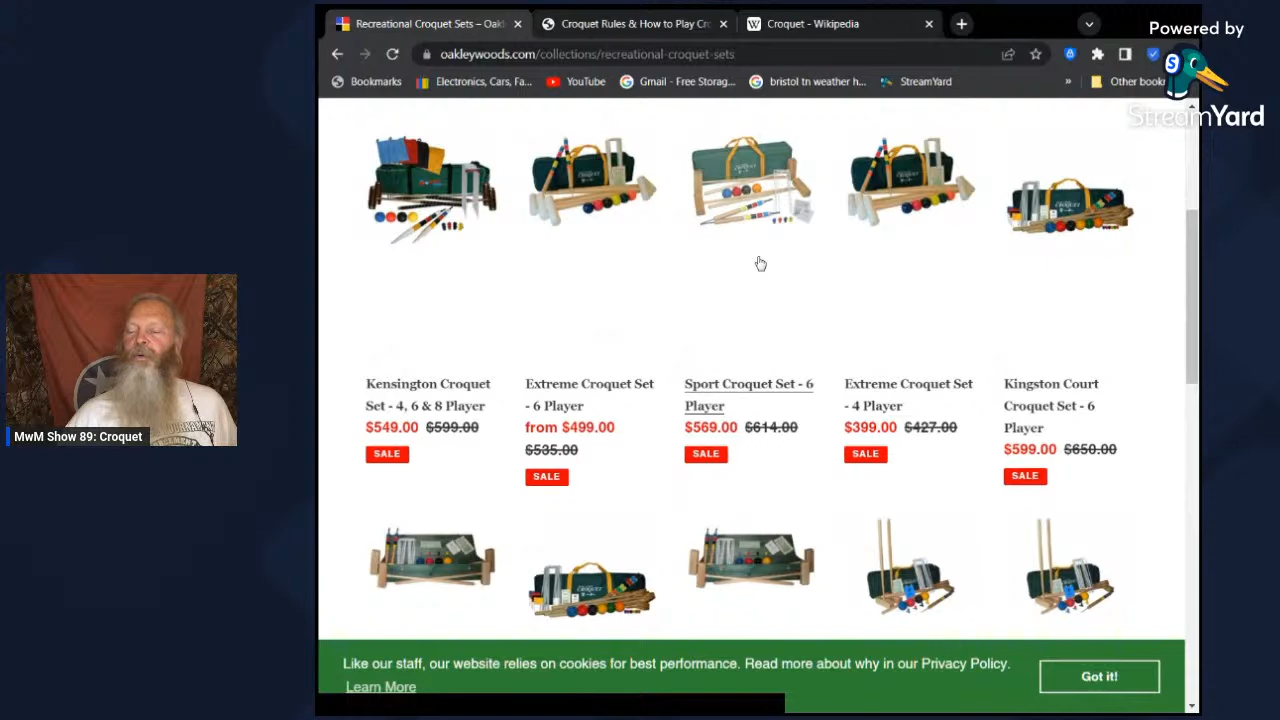 Recreational Croquet Sets – Oakl
Croquet Rules & How to Play Cr
Croquet - Wikipedia
Powered by
StreamYard
oakleywoods.com/collections/recreational-croquet-sets
Bookmarks
Electronics, Cars, Fa...
YouTube
Gmail - Free Storag...
bristol tn weather h...
StreamYard
»
Other bookm
Kensington Croquet
Set - 4, 6 & 8 Player
$549.00 $599.00
SALE
Extreme Croquet Set
- 6 Player
from $499.00
$535.00
SALE
Sport Croquet Set - 6
Player
$569.00 $614.00
SALE
Extreme Croquet Set
- 4 Player
$399.00 $427.00
SALE
Kingston Court
Croquet Set - 6
Player
$599.00 $650.00
SALE
MwM Show 89: Croquet
Like our staff, our website relies on cookies for best performance. Read more about why in our Privacy Policy.
Learn More
Got it!